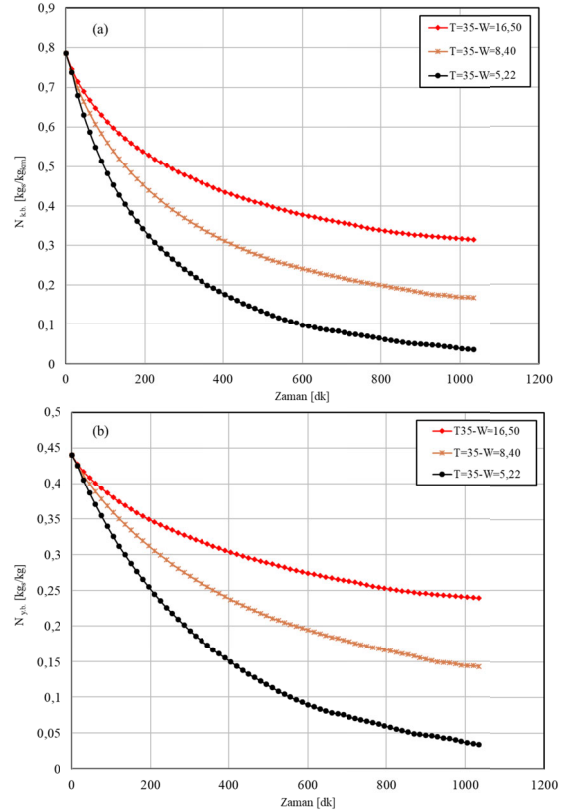 (a)
T=35-W=16,50
T=35-W=8,40
T=35-W=5,22
0,9
0,8
0,7
0,6
0,5
0,4
0,3
0,2
0,1
0
N k.b. [kgs/kgkm]
0 200 400 600 800 1000 1200
Zaman [dk]
(b)
T35-W=16,50
T=35-W=8,40
T=35-W=5,22
0,5
0,45
0,4
0,35
0,3
0,25
0,2
0,15
0,1
0,05
0
N y.b. [kgs/kg]
0 200 400 600 800 1000 1200
Zaman [dk]